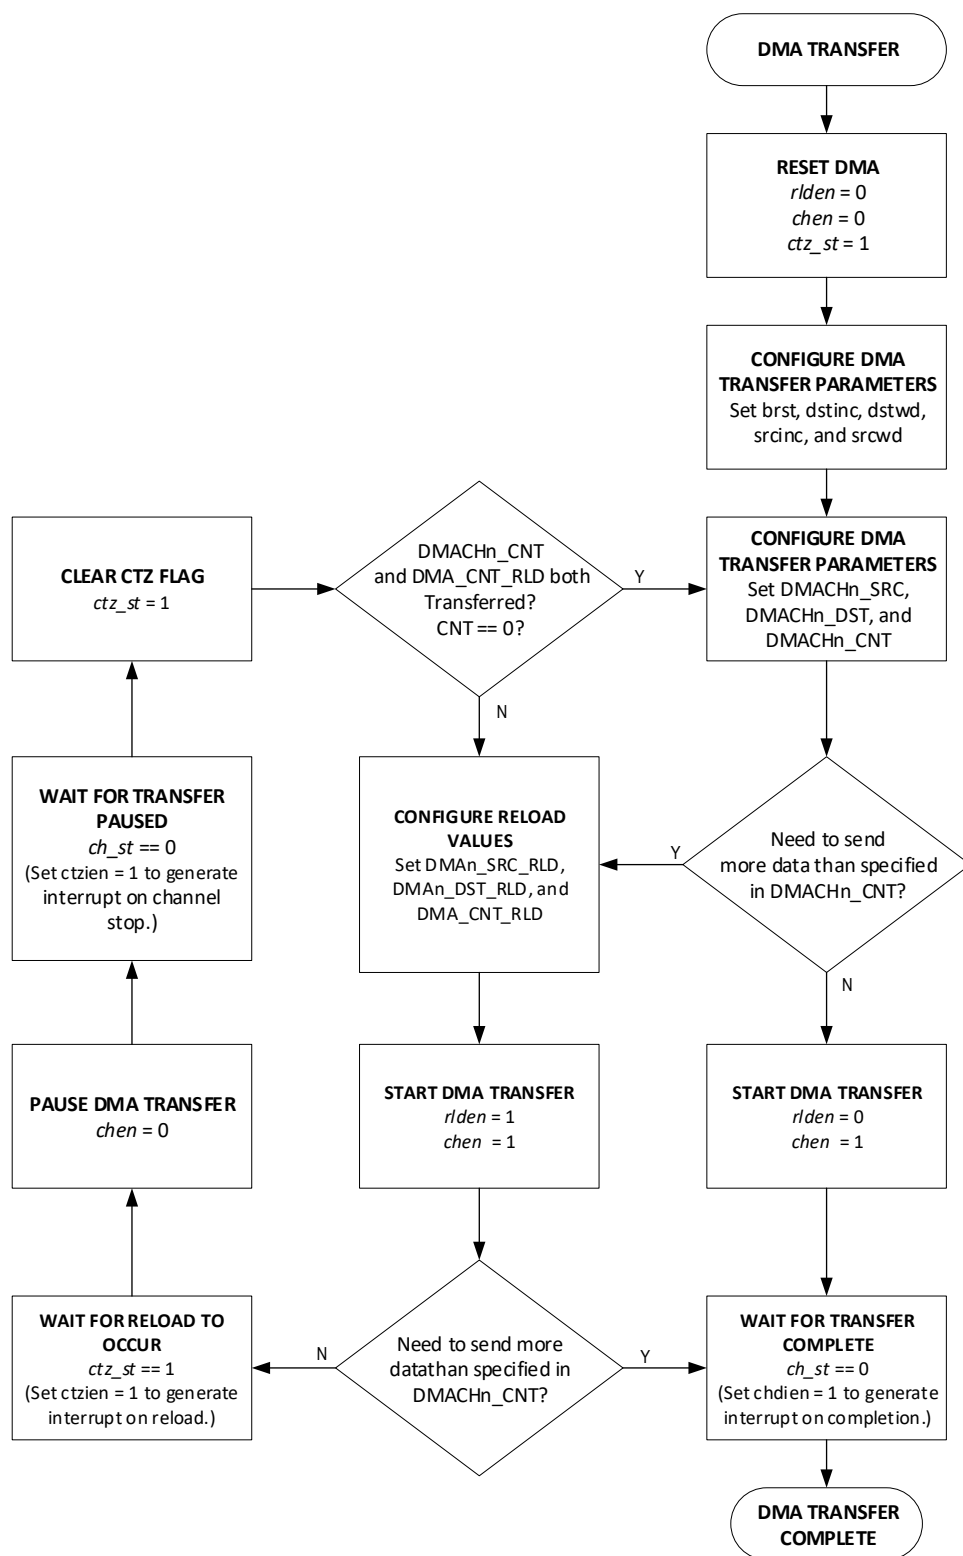 DMA TRANSFER
RESET DMA
rlden = 0
chen = 0
ctz_st = 1
CONFIGURE DMA
TRANSFER PARAMETERS
Set brst, dstinc, dstwd,
srcinc, and srcwd
CLEAR CTZ FLAG
ctz_st = 1
DMACHn_CNT
and DMA_CNT_RLD both
Transferred?
CNT == 0?
Y
N
CONFIGURE DMA
TRANSFER PARAMETERS
Set DMACHn_SRC,
DMACHn_DST, and
DMACHn_CNT
WAIT FOR TRANSFER
PAUSED
ch_st == 0
(Set ctzien = 1 to generate
interrupt on channel
stop.)
CONFIGURE RELOAD
VALUES
Set DMAn_SRC_RLD,
DMAn_DST_RLD, and
DMA_CNT_RLD
Y
Need to send
more data than specified
in DMACHn_CNT?
N
PAUSE DMA TRANSFER
chen = 0
START DMA TRANSFER
rlden = 1
chen = 1
START DMA TRANSFER
rlden = 0
chen = 1
WAIT FOR RELOAD TO
OCCUR
ctz_st == 1
(Set ctzien = 1 to generate
interrupt on reload.)
N
Need to send more
datathan specified in
DMACHn_CNT?
Y
WAIT FOR TRANSFER
COMPLETE
ch_st == 0
(Set chdien = 1 to generate
interrupt on completion.)
DMA TRANSFER
COMPLETE